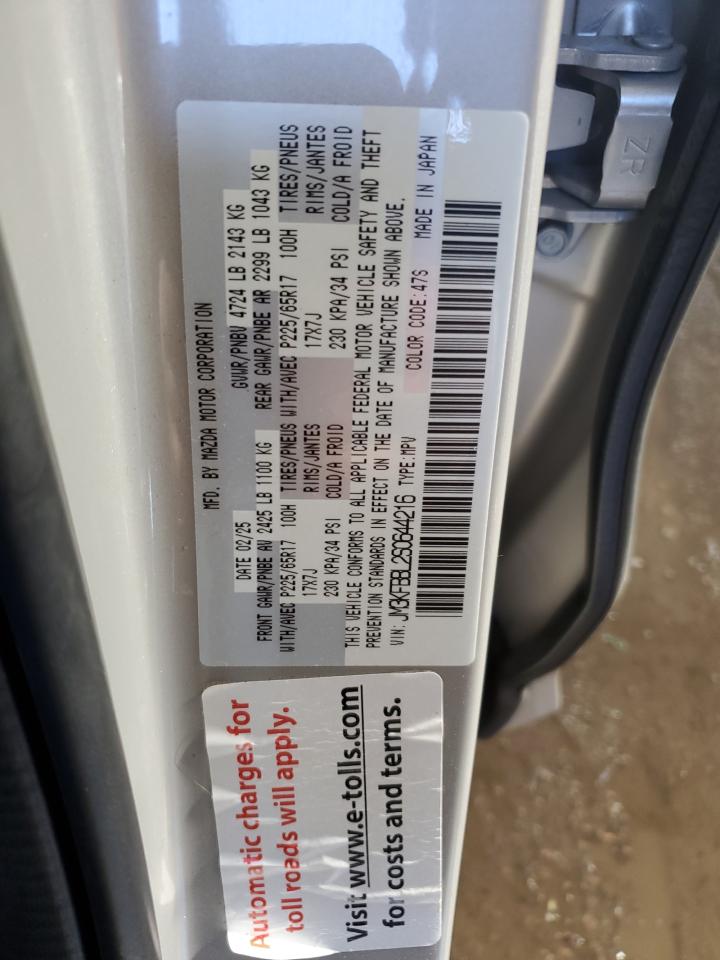 MFD. BY MAZDA MOTOR CORPORATION
DATE 02/25 GVWR/PNBV 4724 LB 2143 KG
FRONT GAWR/PNBE AV 2425 LB 1100 KG REAR GAWR/PNBE AR 2299 LB 1043 KG
WITH/AVEC P225/65R17 100H TIRES/PNEUS WITH/AVEC P225/65R17 100H TIRES/PNEUS
17X7J RIMS/JANTES 17X7J RIMS/JANTES
230 KPA/34 PSI COLD/A FROID 230 KPA/34 PSI COLD/A FROID
THIS VEHICLE CONFORMS TO ALL APPLICABLE FEDERAL MOTOR VEHICLE SAFETY AND THEFT
PREVENTION STANDARDS IN EFFECT ON THE DATE OF MANUFACTURE SHOWN ABOVE.
VIN: JM3KFBBL2S0644216 TYPE:MPV COLOR CODE:47S MADE IN JAPAN
Automatic charges for
toll roads will apply.
Visit www.e-tolls.com
for costs and terms.
ZR